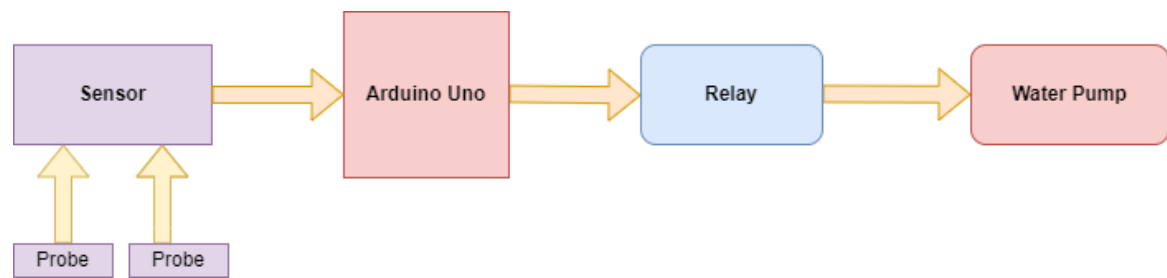 Sensor
Arduino Uno
Relay
Water Pump
Probe
Probe